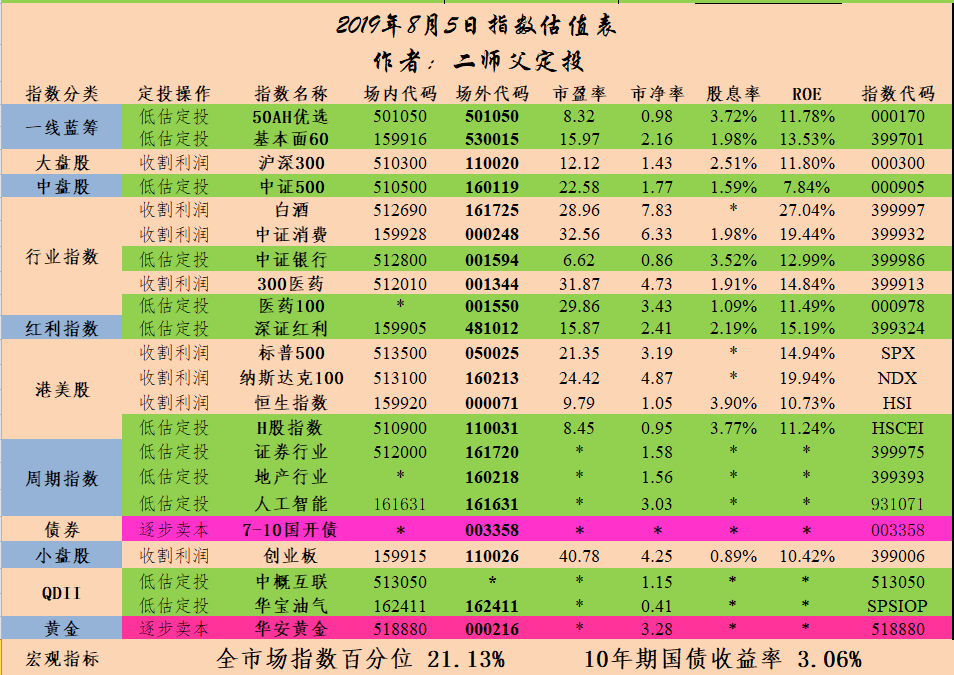 2019年8月5日指数估值表
作者：二师父定投
指数分类 定投操作 指数名称 场内代码 场外代码 市盈率 市净率 股息率 ROE 指数代码
一线蓝筹 低估定投 50AH优选 501050 501050 8.32 0.98 3.72% 11.78% 000170
低估定投 基本面60 159916 530015 15.97 2.16 1.98% 13.53% 399701
大盘股 收割利润 沪深300 510300 110020 12.12 1.43 2.51% 11.80% 000300
中盘股 低估定投 中证500 510500 160119 22.58 1.77 1.59% 7.84% 000905
行业指数 收割利润 白酒 512690 161725 28.96 7.83 * 27.04% 399997
收割利润 中证消费 159928 000248 32.56 6.33 1.98% 19.44% 399932
低估定投 中证银行 512800 001594 6.62 0.86 3.52% 12.99% 399986
收割利润 300医药 512010 001344 31.87 4.73 1.91% 14.84% 399913
低估定投 医药100 * 001550 29.86 3.43 1.09% 11.49% 000978
红利指数 低估定投 深证红利 159905 481012 15.87 2.41 2.19% 15.19% 399324
港美股 收割利润 标普500 513500 050025 21.35 3.19 * 14.94% SPX
收割利润 纳斯达克100 513100 160213 24.42 4.87 * 19.94% NDX
收割利润 恒生指数 159920 000071 9.79 1.05 3.90% 10.73% HSI
低估定投 H股指数 510900 110031 8.45 0.95 3.77% 11.24% HSCEI
周期指数 低估定投 证券行业 512000 161720 * 1.58 * * 399975
低估定投 地产行业 * 160218 * 1.56 * * 399393
低估定投 人工智能 161631 161631 * 3.03 * * 931071
债券 逐步卖本 7-10国开债 * 003358 * * * * 003358
小盘股 收割利润 创业板 159915 110026 40.78 4.25 0.89% 10.42% 399006
QDII 低估定投 中概互联 513050 * * 1.15 * * 513050
低估定投 华宝油气 162411 162411 * 0.41 * * SPSIOP
黄金 逐步卖本 华安黄金 518880 000216 * 3.28 * * 518880
宏观指标 全市场指数百分位 21.13% 10年期国债收益率 3.06%